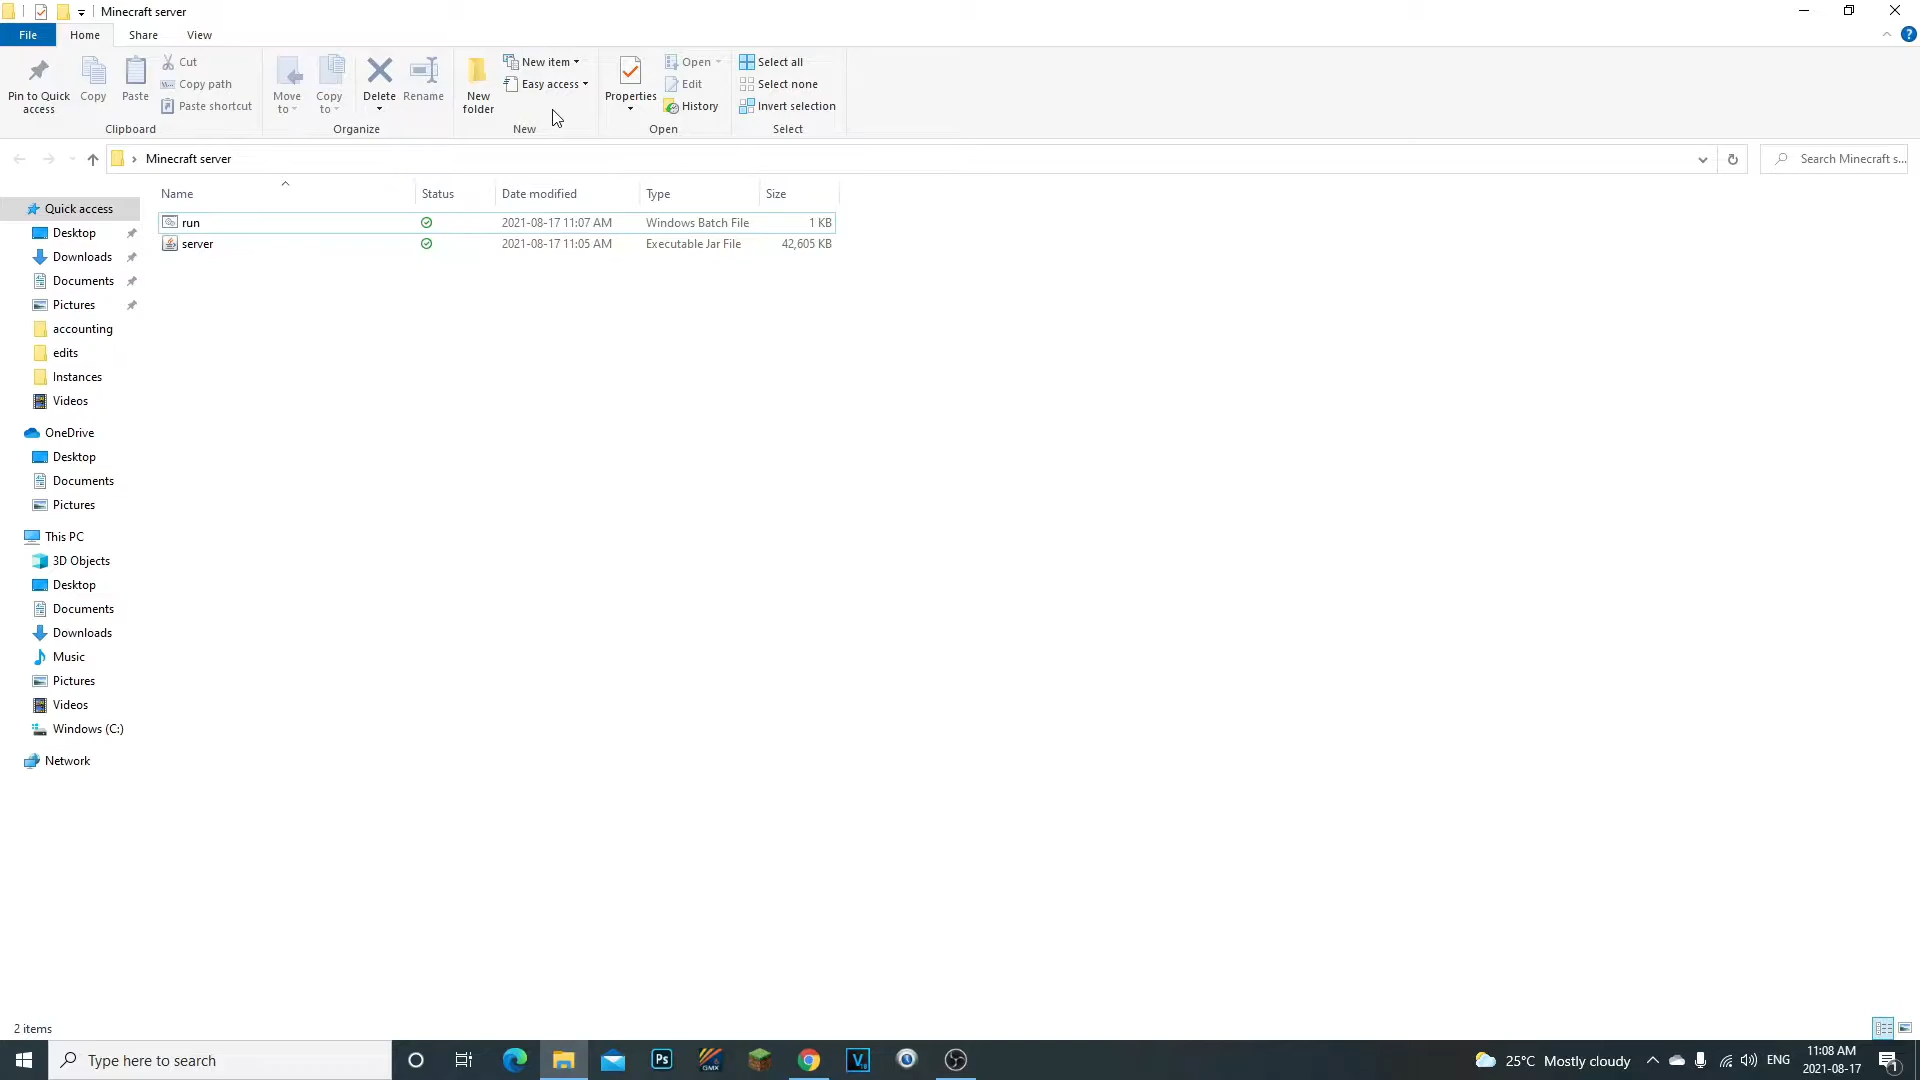 Minecraft server
File Home Share View
Pin to Quick access
Copy
Paste
Cut
Copy path
Paste shortcut
Clipboard
Move to
Copy to
Delete
Rename
Organize
New folder
New item
Easy access
New
Properties
Open
Edit
History
Open
Select all
Select none
Invert selection
Select
Minecraft server
Search Minecraft s...
Name Status Date modified Type Size
run 2021-08-17 11:07 AM Windows Batch File 1 KB
server 2021-08-17 11:05 AM Executable Jar File 42,605 KB
Quick access
Desktop
Downloads
Documents
Pictures
accounting
edits
Instances
Videos
OneDrive
Desktop
Documents
Pictures
This PC
3D Objects
Desktop
Documents
Downloads
Music
Pictures
Videos
Windows (C:)
Network
2 items
Type here to search
Ps
GMX
V
25°C Mostly cloudy
ENG
11:08 AM
2021-08-17
1